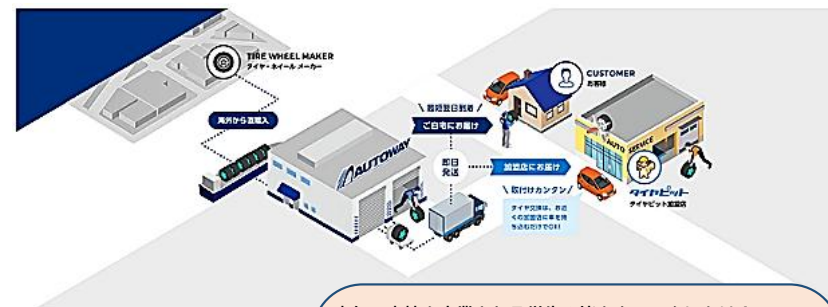 TIRE WHEEL MAKER
タイヤ・ホイール メーカー
海外から直輸入
AUTOWAY
最短翌日到着
ご自宅にお届け
即日
発送
加盟店にお届け
取付けカンタン
タイヤ交換は、お近
くの加盟店に車を持
ち込むだけでOK!
CUSTOMER
お客様
AUTO SERVICE
タイヤピット
タイヤピット加盟店